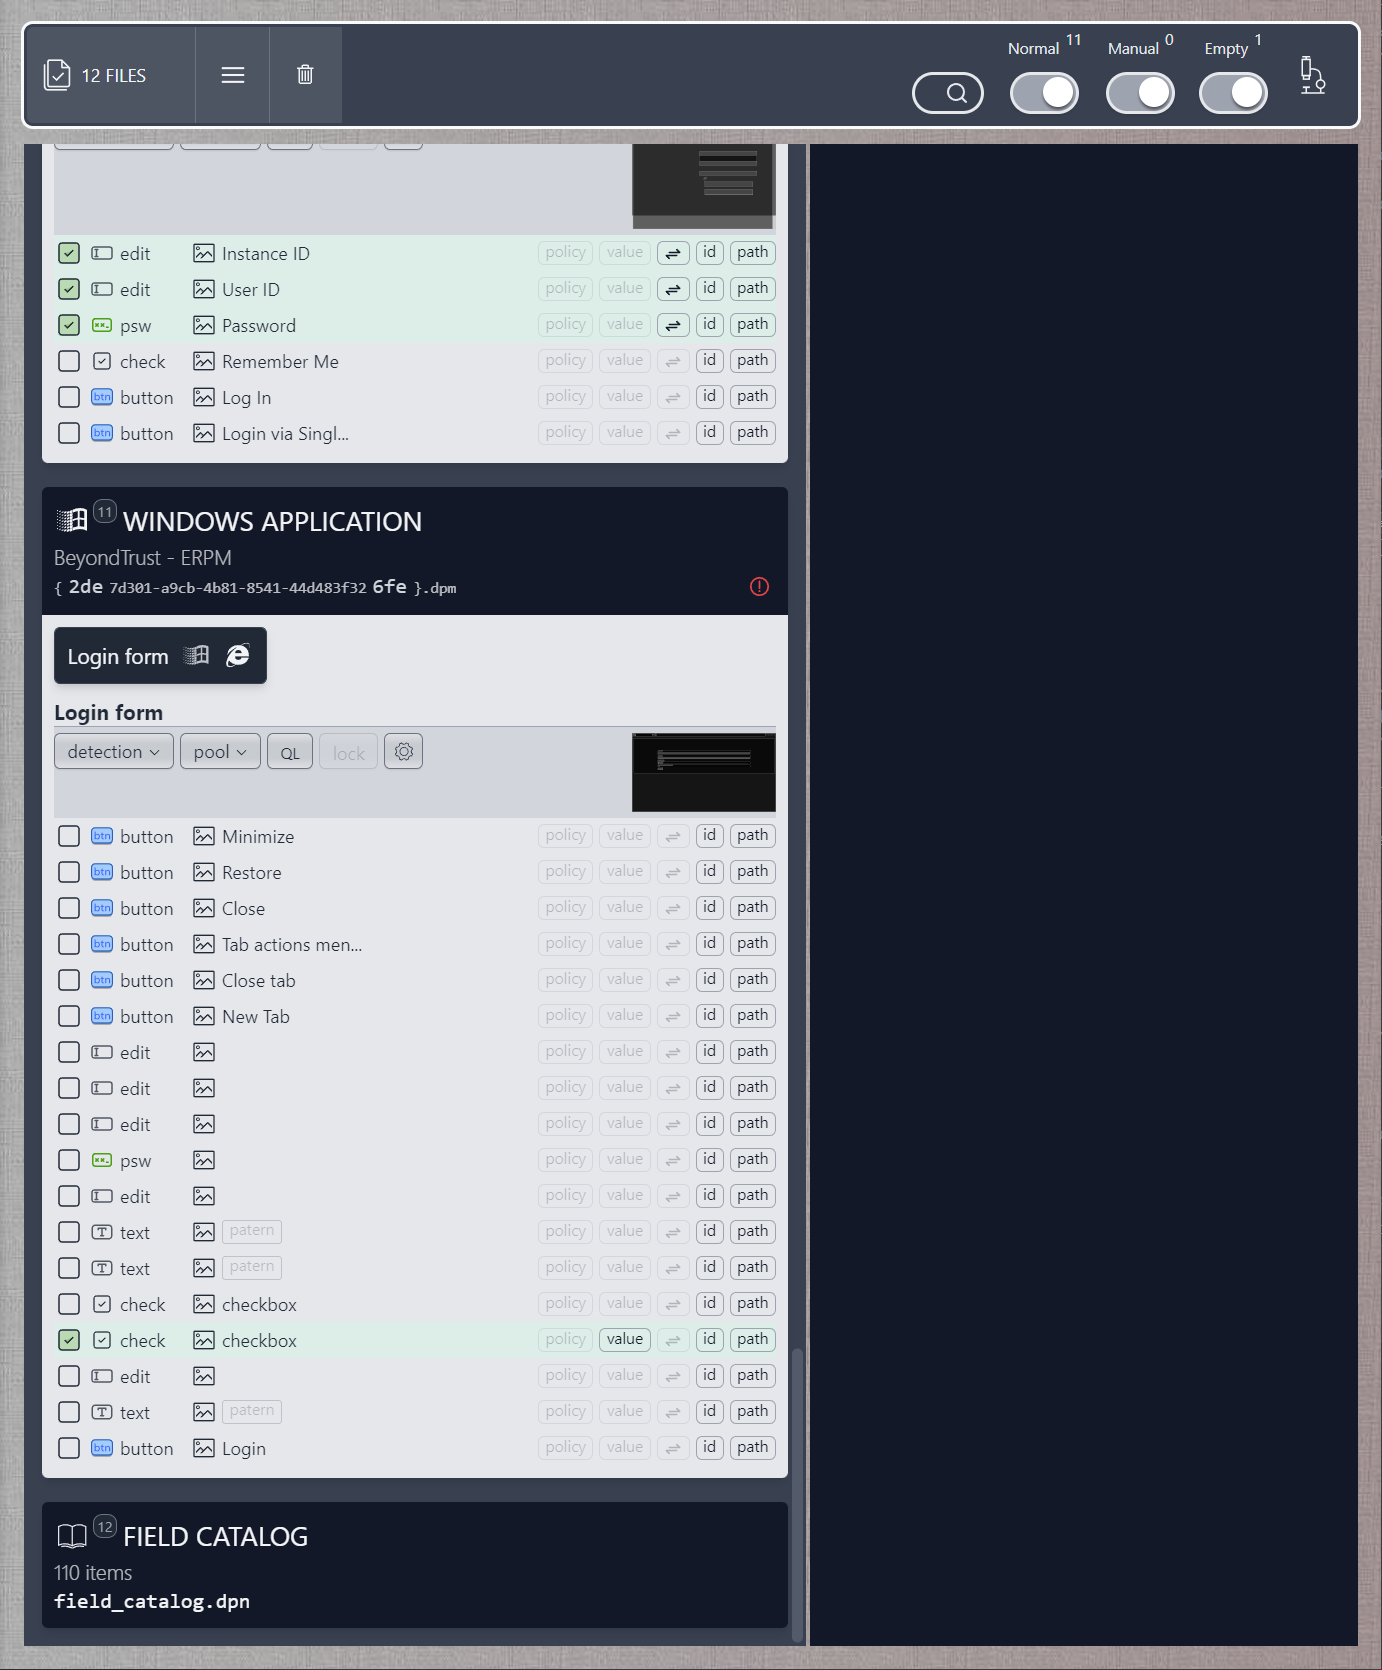 12 FILES
Normal 11
Manual 0
Empty 1
edit Instance ID policy value id path
edit User ID policy value id path
psw Password policy value id path
check Remember Me policy value id path
btn button Log In policy value id path
btn button Login via Singl... policy value id path
11 WINDOWS APPLICATION
BeyondTrust - ERPM
{ 2de 7d301-a9cb-4b81-8541-44d483f32 6fe }.dpm
Login form
Login form
detection pool QL lock
btn button Minimize policy value id path
btn button Restore policy value id path
btn button Close policy value id path
btn button Tab actions men... policy value id path
btn button Close tab policy value id path
btn button New Tab policy value id path
edit policy value id path
edit policy value id path
edit policy value id path
psw policy value id path
edit policy value id path
T text patern policy value id path
T text patern policy value id path
check checkbox policy value id path
check checkbox policy value id path
edit policy value id path
T text patern policy value id path
btn button Login policy value id path
12 FIELD CATALOG
110 items
field_catalog.dpn